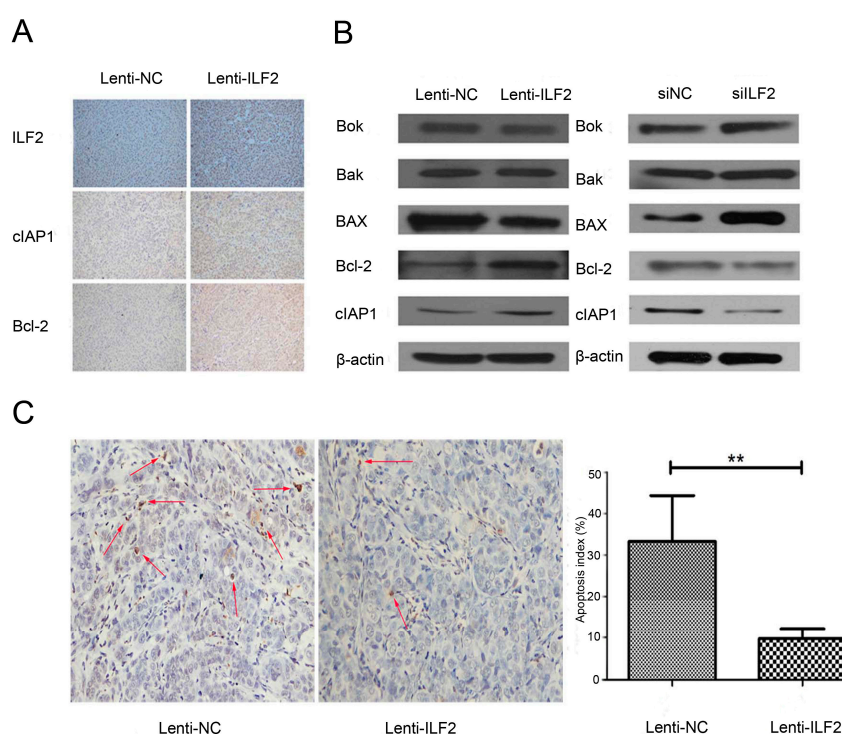 A
Lenti-NC Lenti-ILF2
ILF2
cIAP1
Bcl-2
B
Lenti-NC Lenti-ILF2
Bok
Bak
BAX
Bcl-2
cIAP1
β-actin
siNC siILF2
Bok
Bak
BAX
Bcl-2
cIAP1
β-actin
C
Lenti-NC Lenti-ILF2
Apoptosis index (%)
50
40
30
20
10
0
**
Lenti-NC Lenti-ILF2